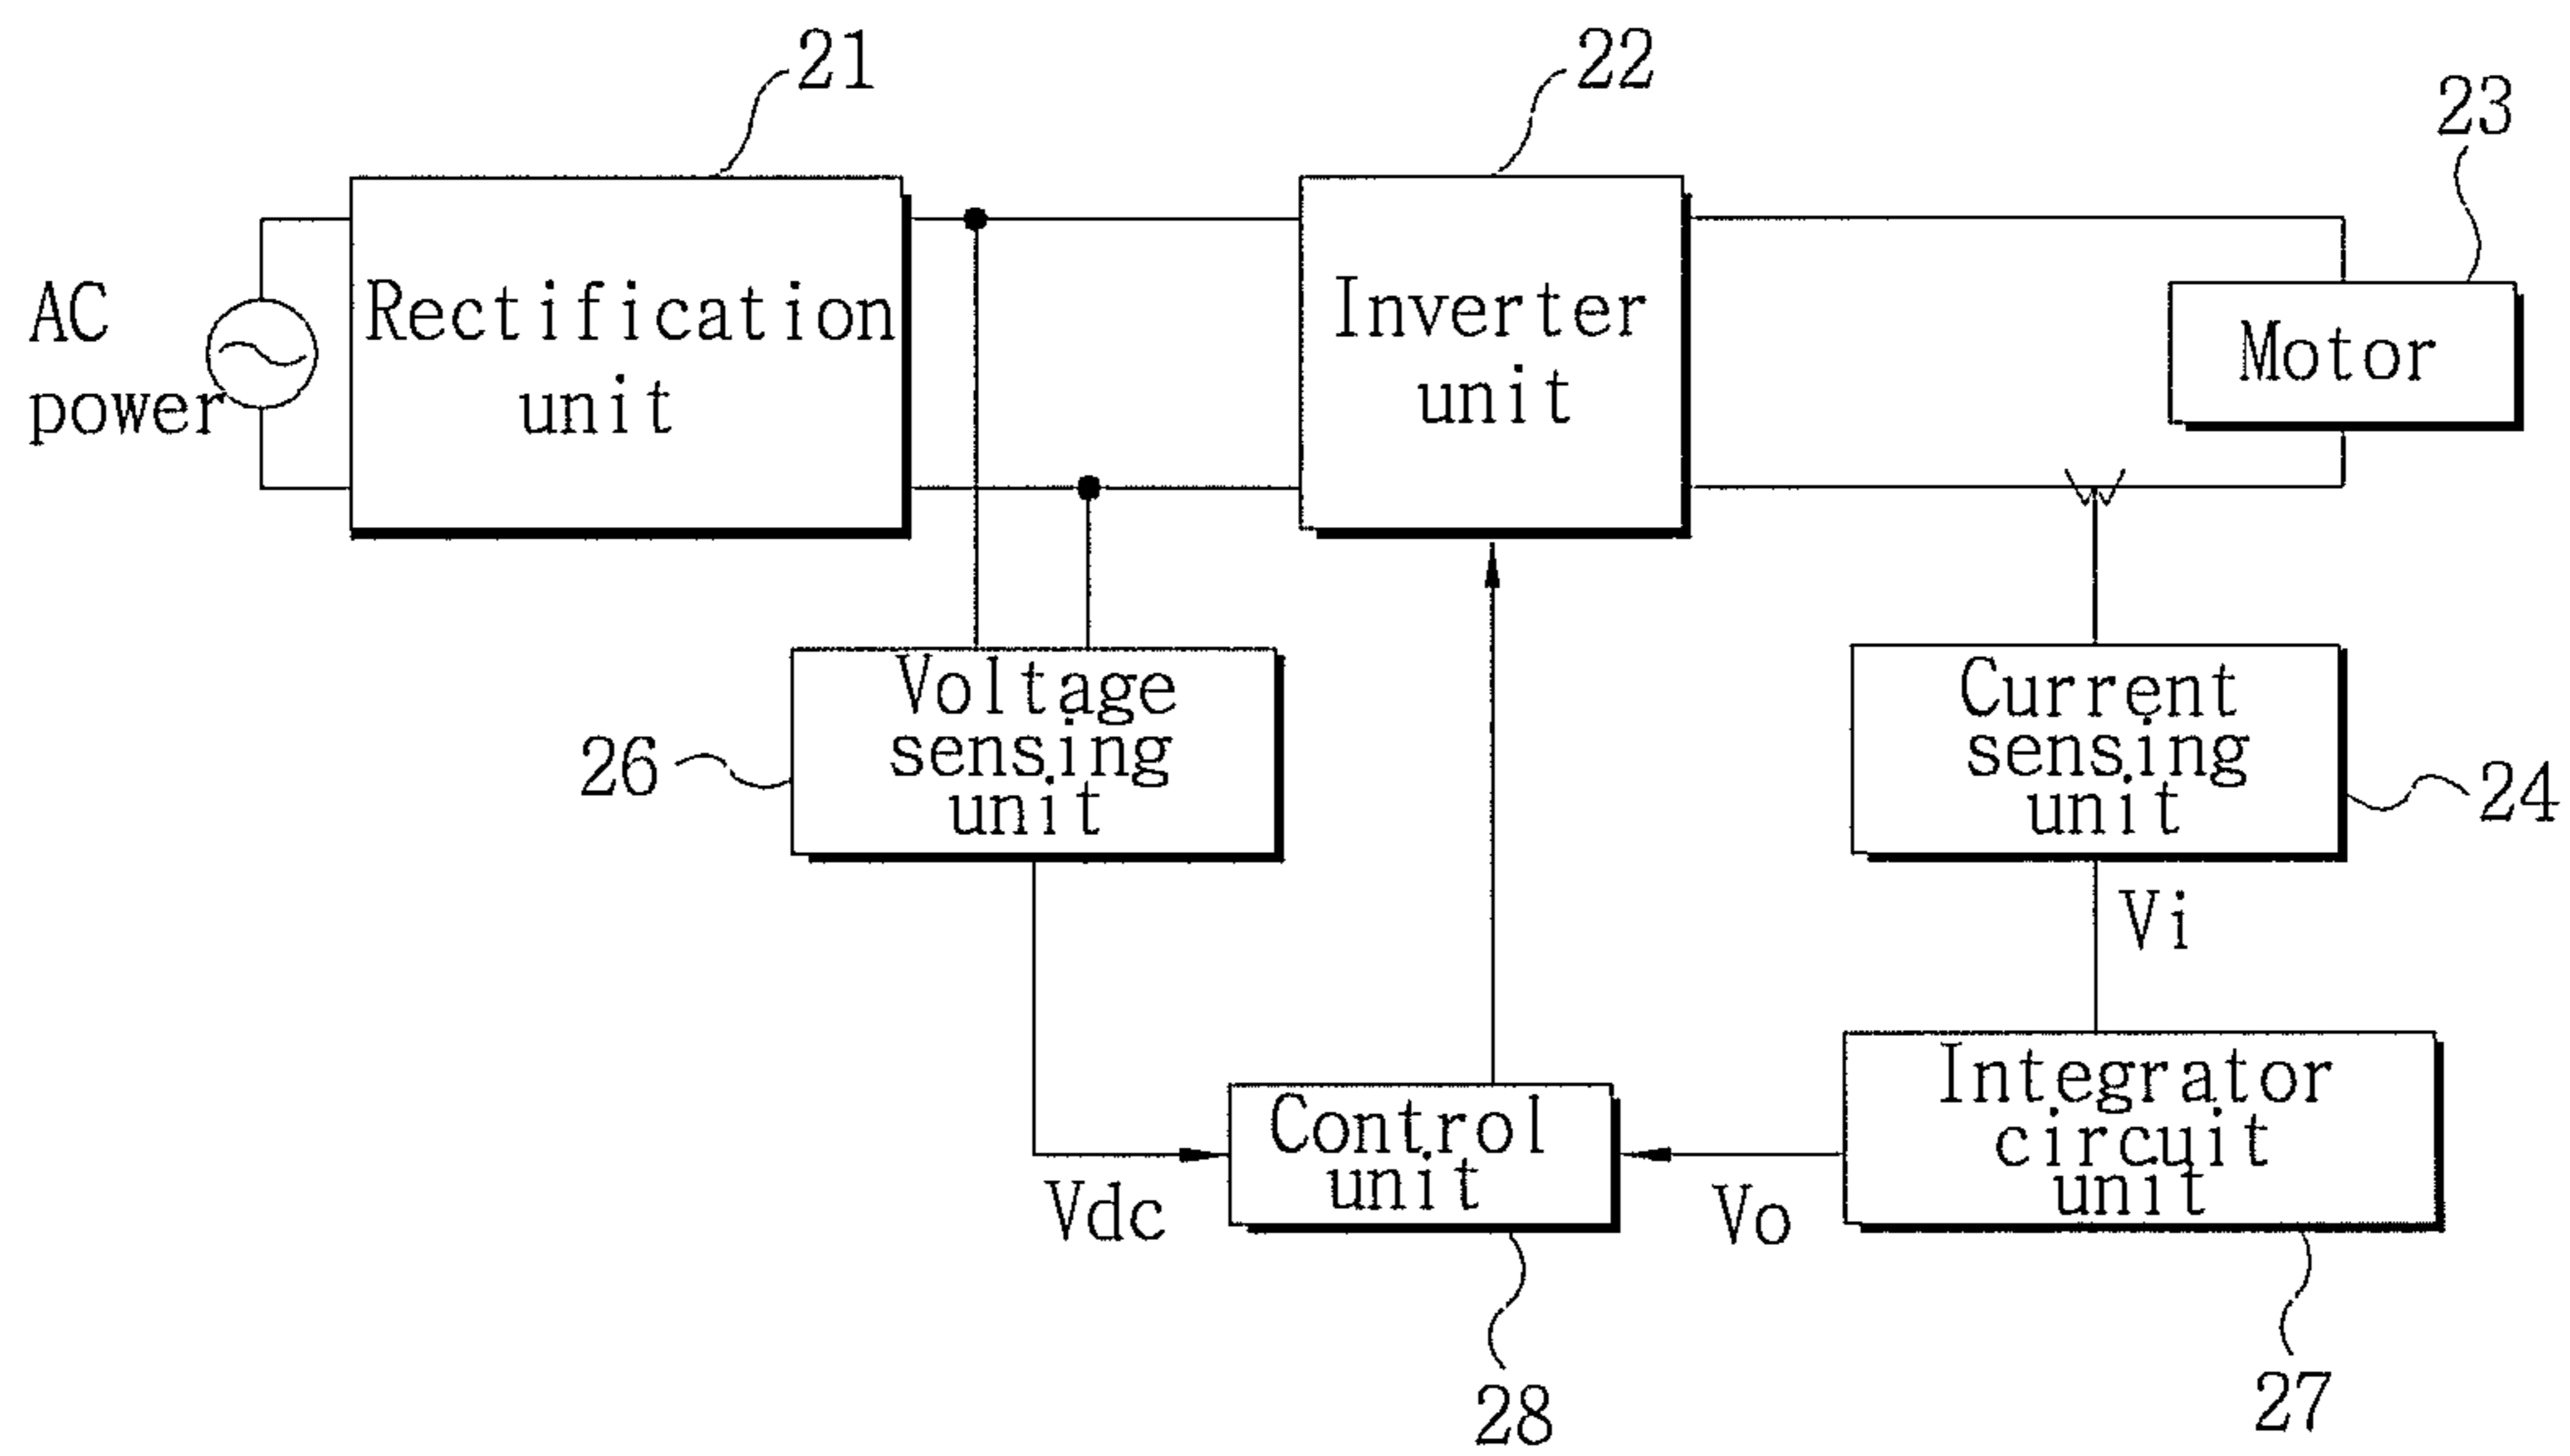 21
22
23
AC
power
Rectification
unit
Inverter
unit
Motor
Voltage
sensing
unit
26
Current
sensing
unit
24
Vi
Vdc
Control
unit
Vo
Integrator
circuit
unit
28
27